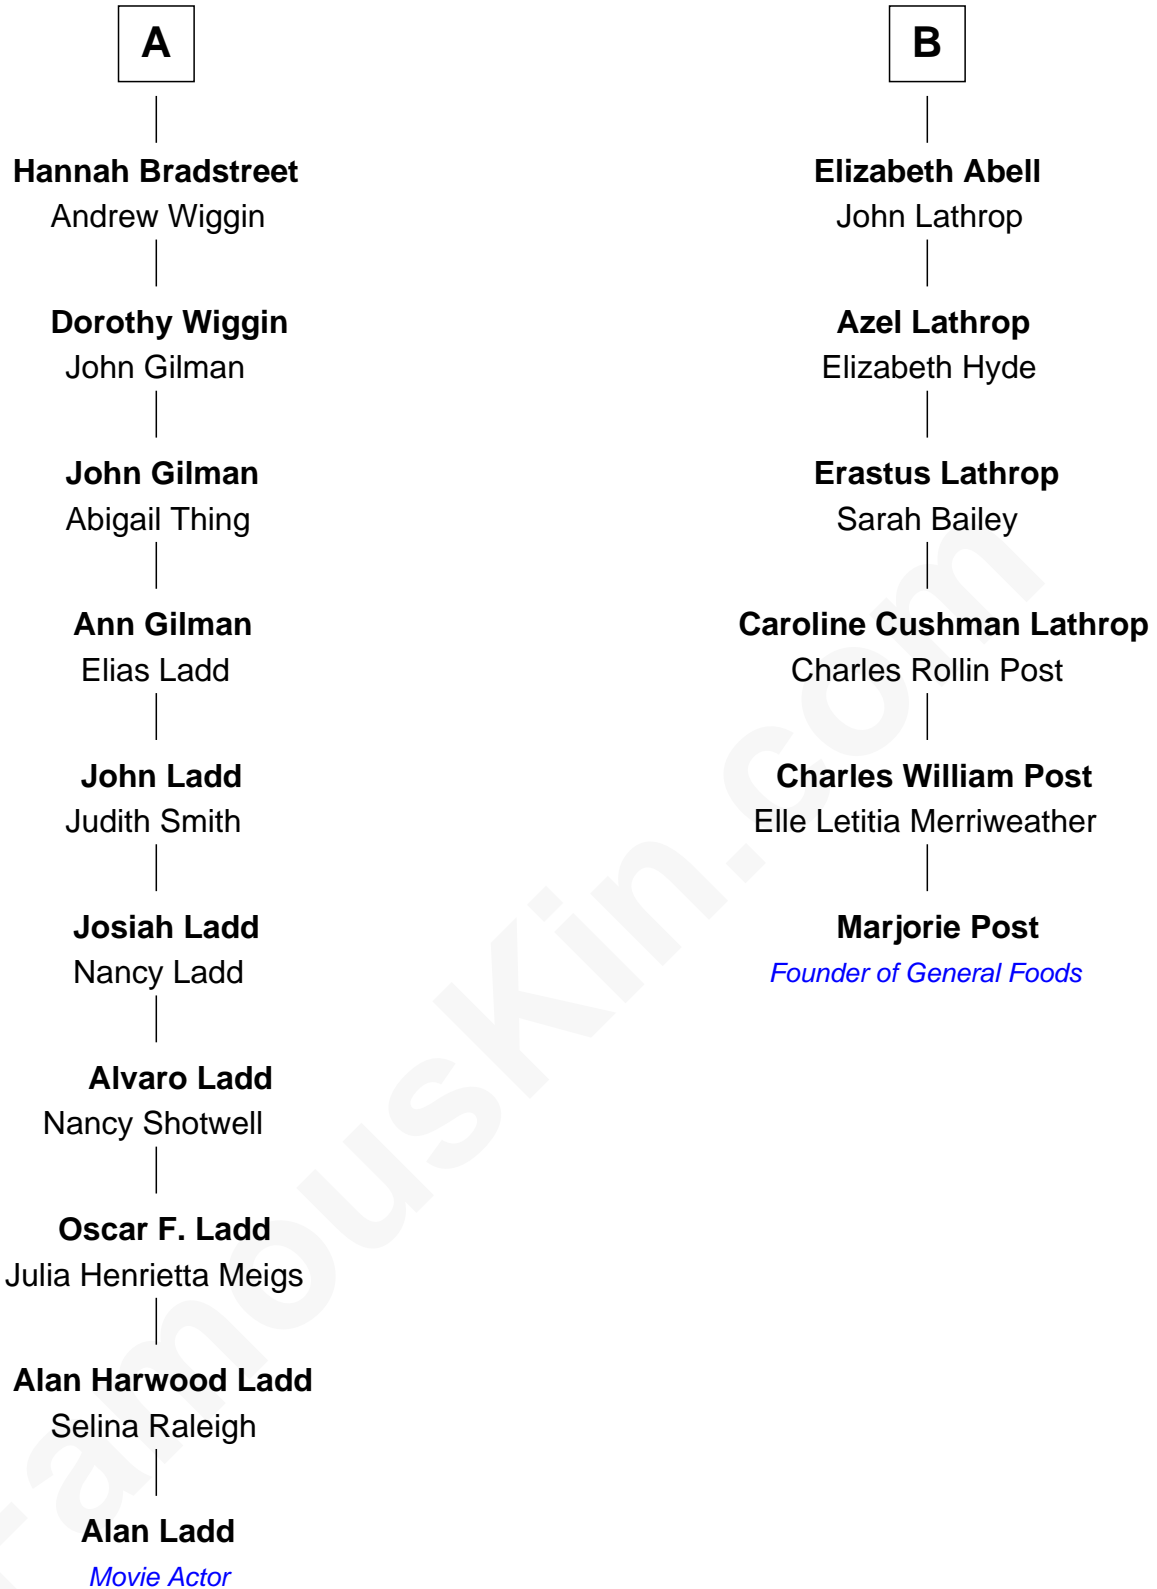 A
Hannah Bradstreet
Andrew Wiggin
Dorothy Wiggin
John Gilman
John Gilman
Abigail Thing
Ann Gilman
Elias Ladd
John Ladd
Judith Smith
Josiah Ladd
Nancy Ladd
Alvaro Ladd
Nancy Shotwell
Oscar F. Ladd
Julia Henrietta Meigs
Alan Harwood Ladd
Selina Raleigh
Alan Ladd
Movie Actor
B
Elizabeth Abell
John Lathrop
Azel Lathrop
Elizabeth Hyde
Erastus Lathrop
Sarah Bailey
Caroline Cushman Lathrop
Charles Rollin Post
Charles William Post
Elle Letitia Merriweather
Marjorie Post
Founder of General Foods
FamousKin.com